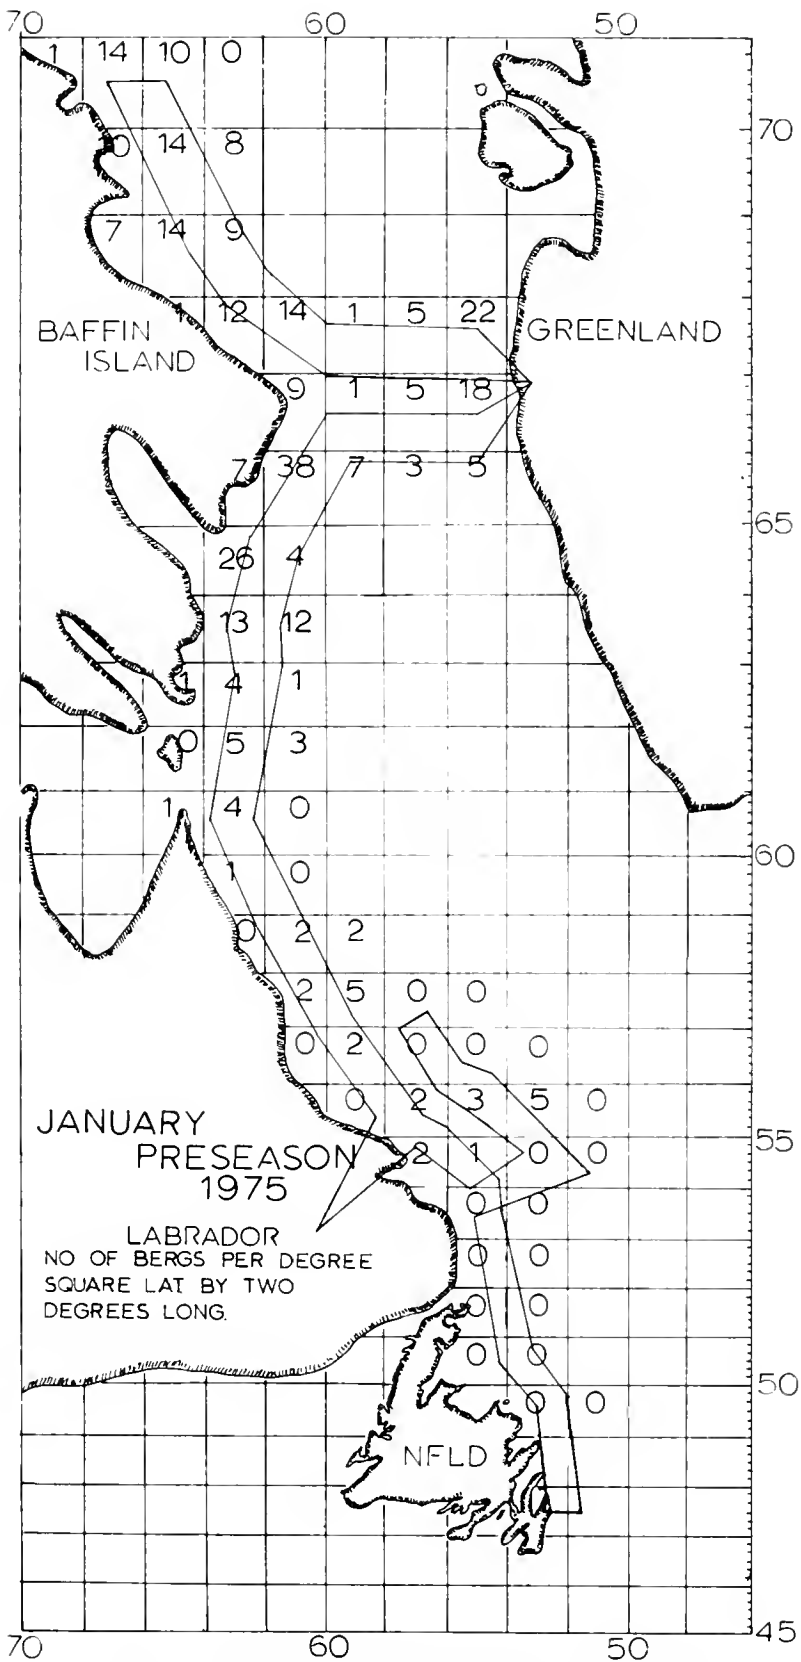 70 60 50
1 14 10 0
70
10 14 8
7 14 9
1 12 14 1 5 22
BAFFIN
ISLAND
GREENLAND
9 1 5 18
7 38 7 3 5
65
26 4
13 12
4 1
0 5 3
1 4 0
60
1 0
0 2 2
2 5 0 0
0 2 0 0 0
0 2 3 5 0
55
2 1 0 0
JANUARY
PRESEASON
1975
0 0
LABRADOR
NO OF BERGS PER DEGREE
SQUARE LAT BY TWO
DEGREES LONG.
0 0
0 0
0 0
50
0 0
NFLD
45
70 60 50